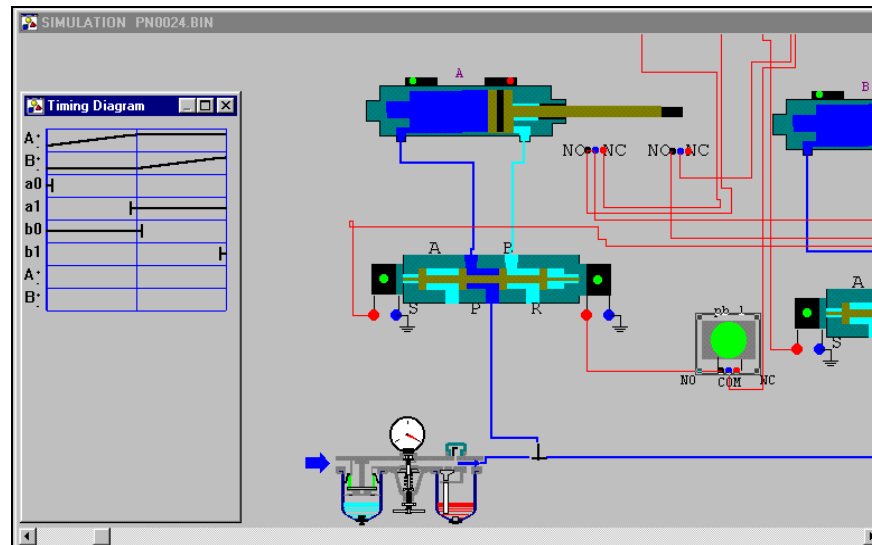 SIMULATION PN0024.BIN
Timing Diagram
A+
-
B+
-
a0
a1
b0
b1
A+
-
B+
-
A
B
NO NC NO NC
A B
S P R
pb_1
NO COM NC
A
S